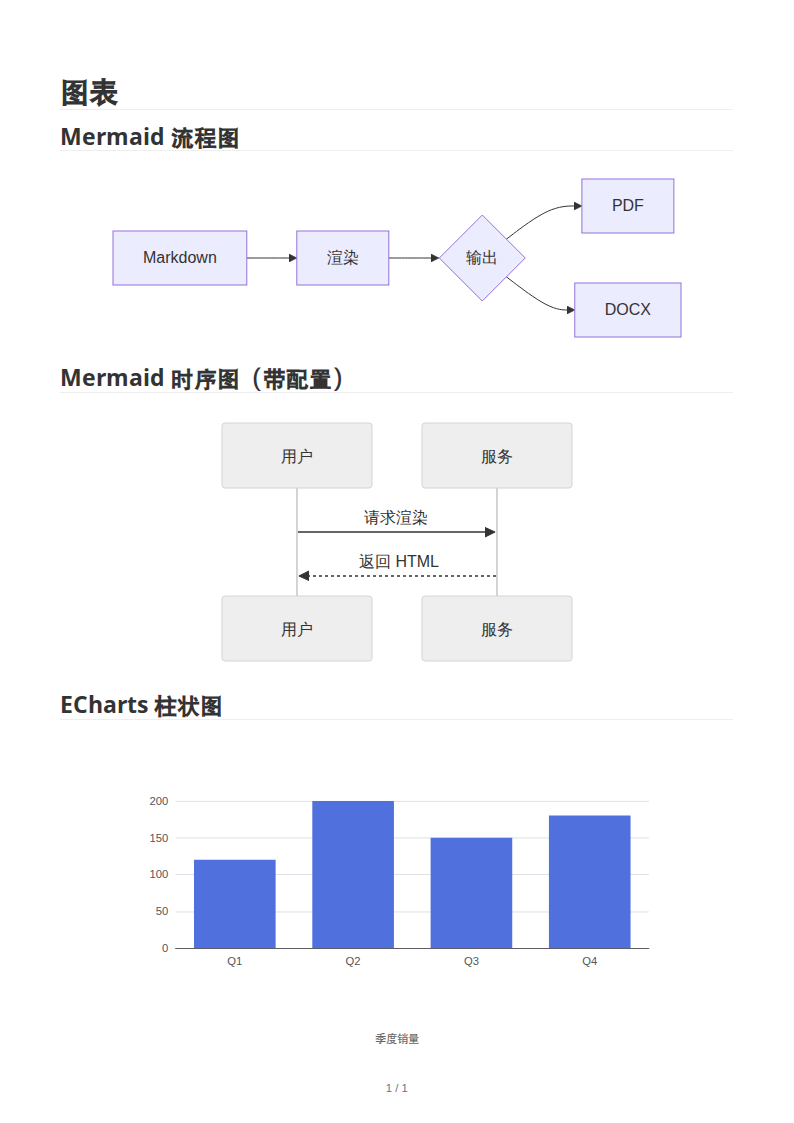 图表
Mermaid 流程图
Markdown
渲染
输出
PDF
DOCX
Mermaid 时序图（带配置）
用户 服务
请求渲染
返回 HTML
用户 服务
ECharts 柱状图
200
150
100
50
0
Q1 Q2 Q3 Q4
季度销量
1 / 1